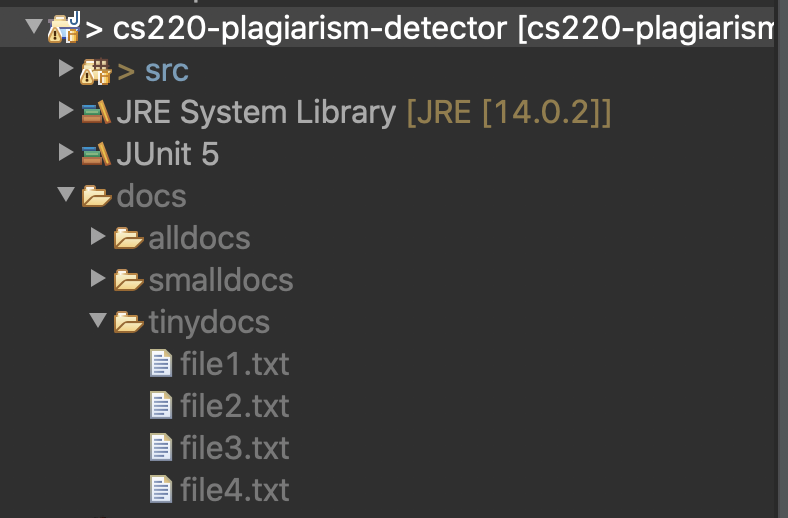 > cs220-plagiarism-detector [cs220-plagiarism
> src
JRE System Library [JRE [14.0.2]]
JUnit 5
docs
alldocs
smalldocs
tinydocs
file1.txt
file2.txt
file3.txt
file4.txt